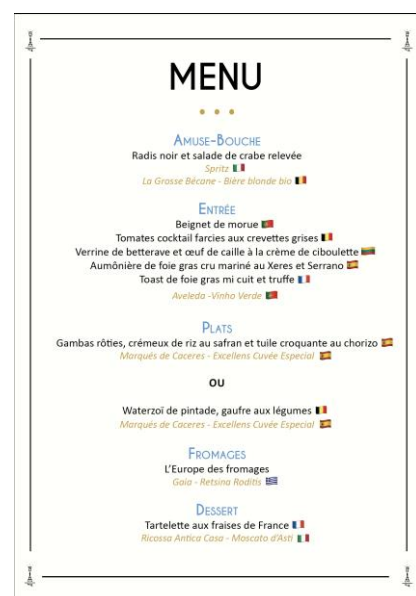 MENU
AMUSE-BOUCHE
Radis noir et salade de crabe relevée
Spritz
La Grosse Bécane - Bière blonde bio
ENTRÉE
Beignet de morue
Tomates cocktail farcies aux crevettes grises
Verrine de betterave et œuf de caille à la crème de ciboulette
Aumônière de foie gras cru mariné au Xeres et Serrano
Toast de foie gras mi cuit et truffe
Aveleda -Vinho Verde
PLATS
Gambas rôties, crémeux de riz au safran et tuile croquante au chorizo
Marqués de Caceres - Excellens Cuvée Especial
OU
Waterzoï de pintade, gaufre aux légumes
Marqués de Caceres - Excellens Cuvée Especial
FROMAGES
L'Europe des fromages
Gaia - Retsina Roditis
DESSERT
Tartelette aux fraises de France
Ricossa Antica Casa - Moscato d'Asti